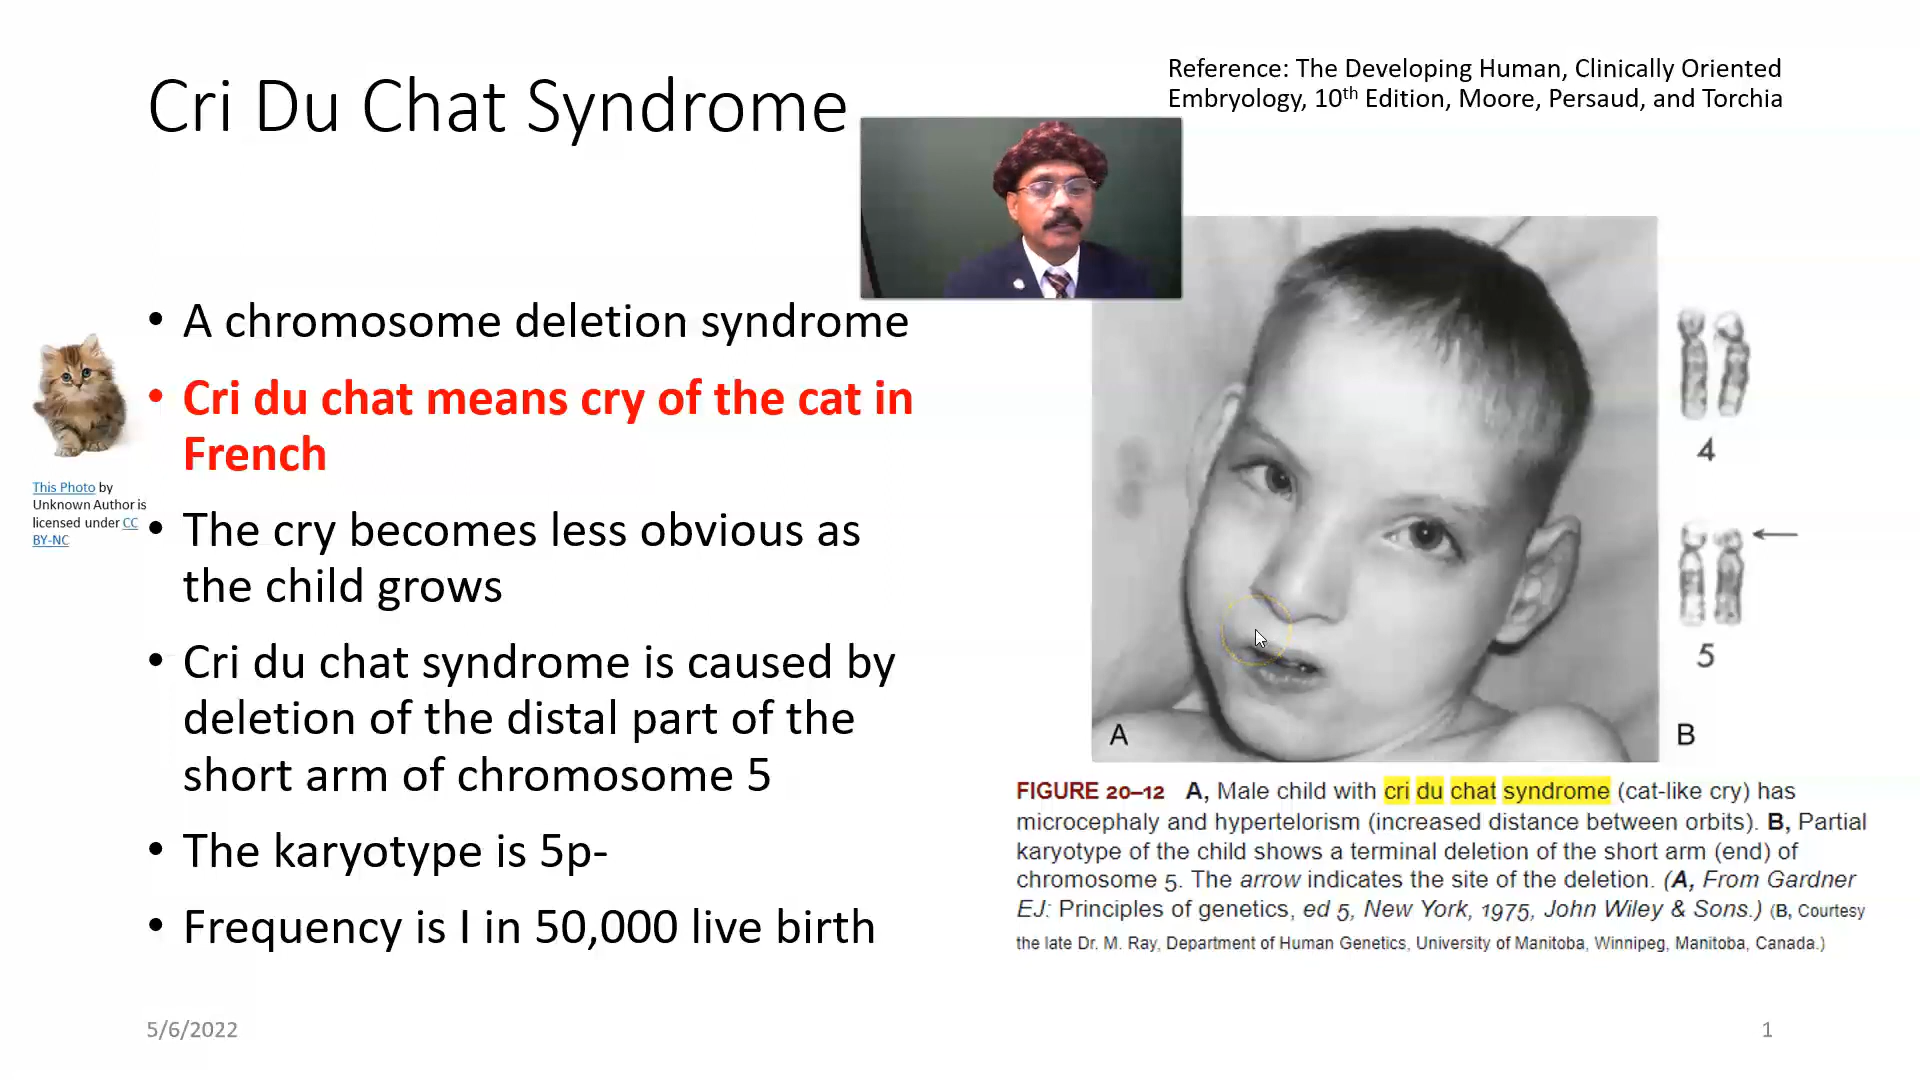 Cri Du Chat Syndrome
Reference: The Developing Human, Clinically Oriented
Embryology, 10th Edition, Moore, Persaud, and Torchia
• A chromosome deletion syndrome
• Cri du chat means cry of the cat in
French
• The cry becomes less obvious as
the child grows
• Cri du chat syndrome is caused by
deletion of the distal part of the
short arm of chromosome 5
• The karyotype is 5p-
• Frequency is I in 50,000 live birth
This Photo by
Unknown Author is
licensed under CC
BY-NC
A
4
5
B
FIGURE 20–12 A, Male child with cri du chat syndrome (cat-like cry) has
microcephaly and hypertelorism (increased distance between orbits). B, Partial
karyotype of the child shows a terminal deletion of the short arm (end) of
chromosome 5. The arrow indicates the site of the deletion. (A, From Gardner
EJ: Principles of genetics, ed 5, New York, 1975, John Wiley & Sons.) (B, Courtesy
the late Dr. M. Ray, Department of Human Genetics, University of Manitoba, Winnipeg, Manitoba, Canada.)
5/6/2022
1